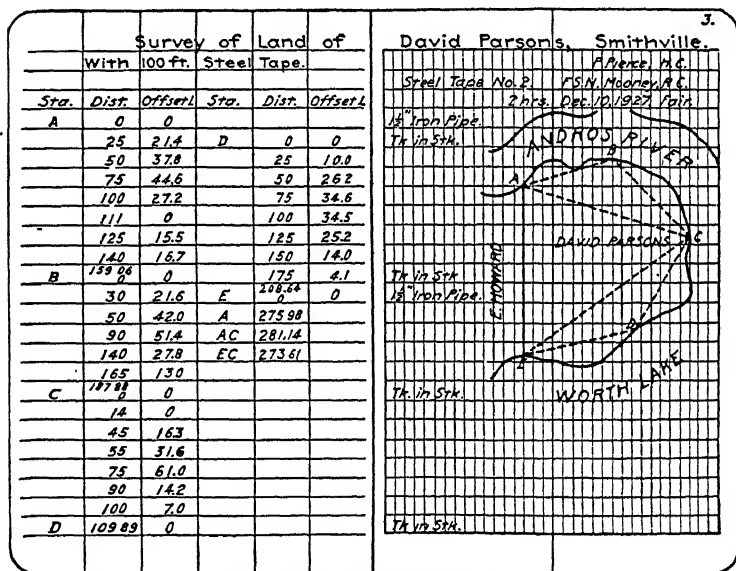 3.
Survey of Land of
With 100 ft. Steel Tape.
Sta. Dist. Offset L Sta. Dist. Offset L
A 0 0
25 21.4 D 0 0
50 37.8 25 10.0
75 44.6 50 26.2
100 27.2 75 34.6
111 0 100 34.5
125 15.5 125 25.2
140 16.7 150 14.0
B 159.06 0 0 175 4.1
30 21.6 E 208.64 0 0
50 42.0 A 275.98
90 51.4 AC 281.14
140 27.8 EC 273.61
165 13.0
C 187.88 0 0
14 0
45 16.3
55 31.6
75 61.0
90 14.2
100 7.0
D 109.89 0
David Parsons, Smithville.
P. Pierce, H.C.
Steel Tape No. 2. F.S.N. Mooney, R.C.
2 hrs. Dec. 10, 1927. Fair.
1½" Iron Pipe.
Tk in Stk.
ANDROS RIVER
B
A
DAVID PARSONS C
E. HOWARD
Tk in Stk
1½" Iron Pipe.
D
E
WORTH LAKE
Tk. in Stk.
Tk in Stk.